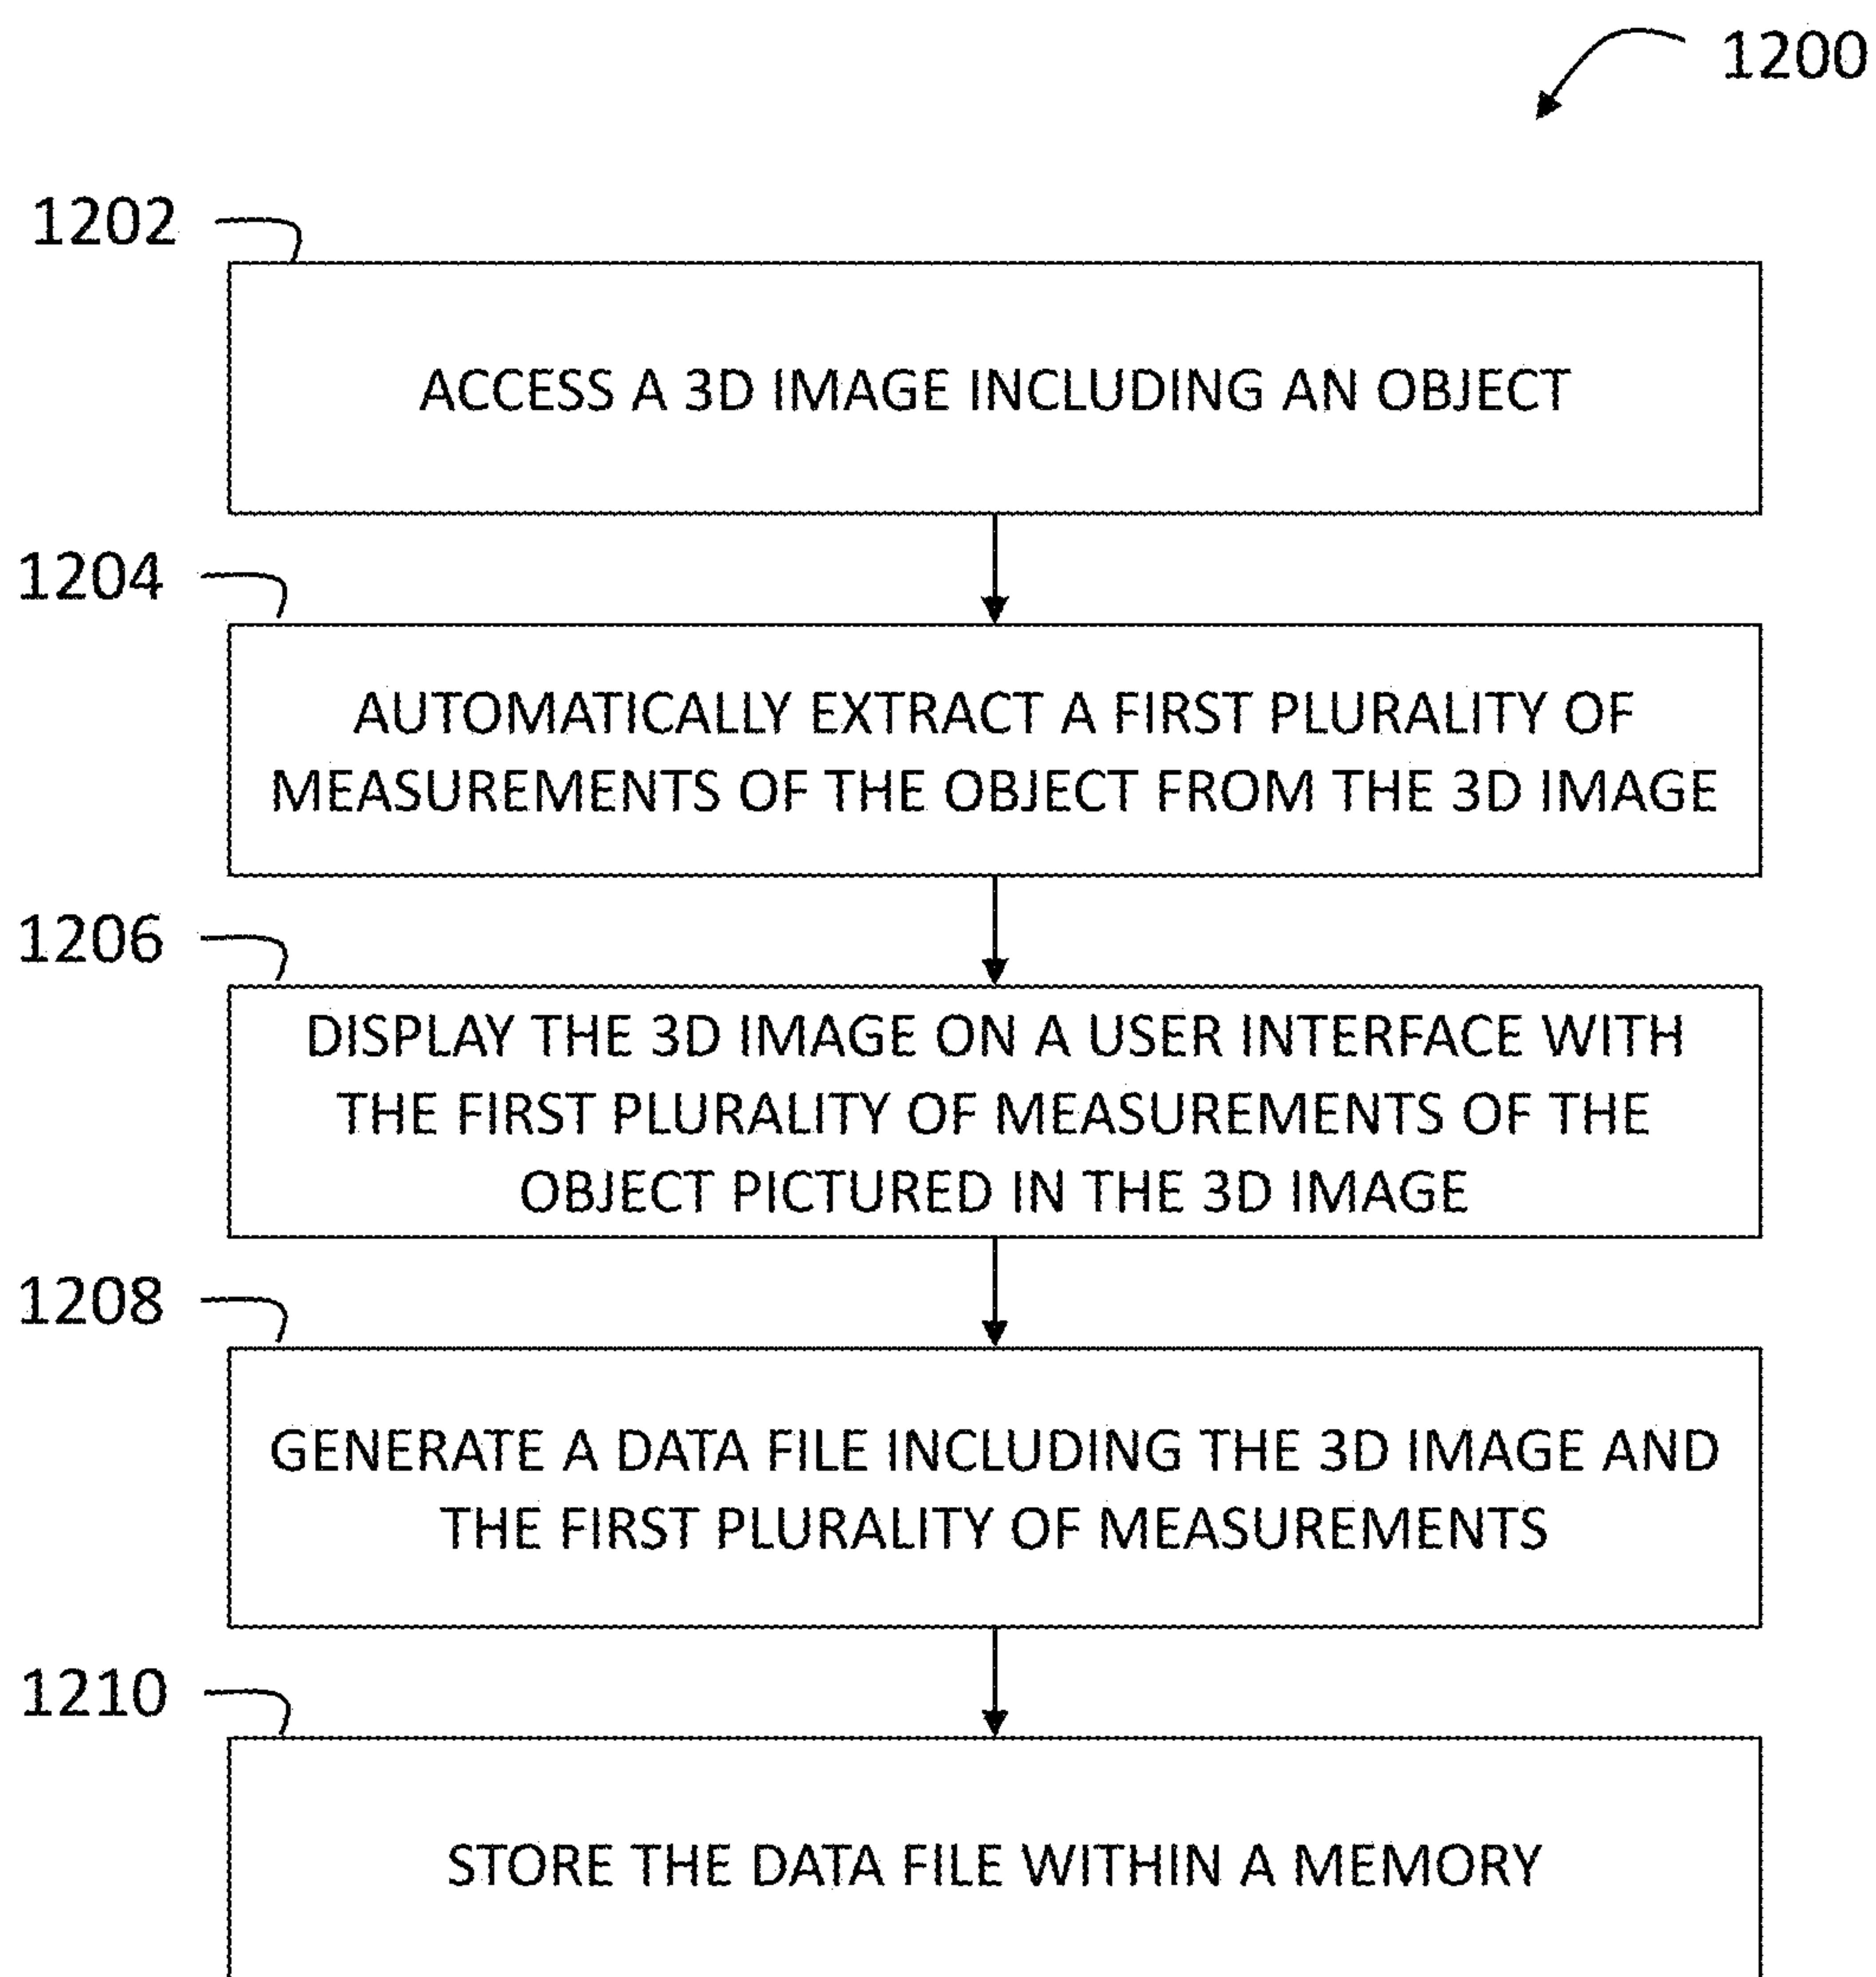 1200
1202
ACCESS A 3D IMAGE INCLUDING AN OBJECT
1204
AUTOMATICALLY EXTRACT A FIRST PLURALITY OF
MEASUREMENTS OF THE OBJECT FROM THE 3D IMAGE
1206
DISPLAY THE 3D IMAGE ON A USER INTERFACE WITH
THE FIRST PLURALITY OF MEASUREMENTS OF THE
OBJECT PICTURED IN THE 3D IMAGE
1208
GENERATE A DATA FILE INCLUDING THE 3D IMAGE AND
THE FIRST PLURALITY OF MEASUREMENTS
1210
STORE THE DATA FILE WITHIN A MEMORY